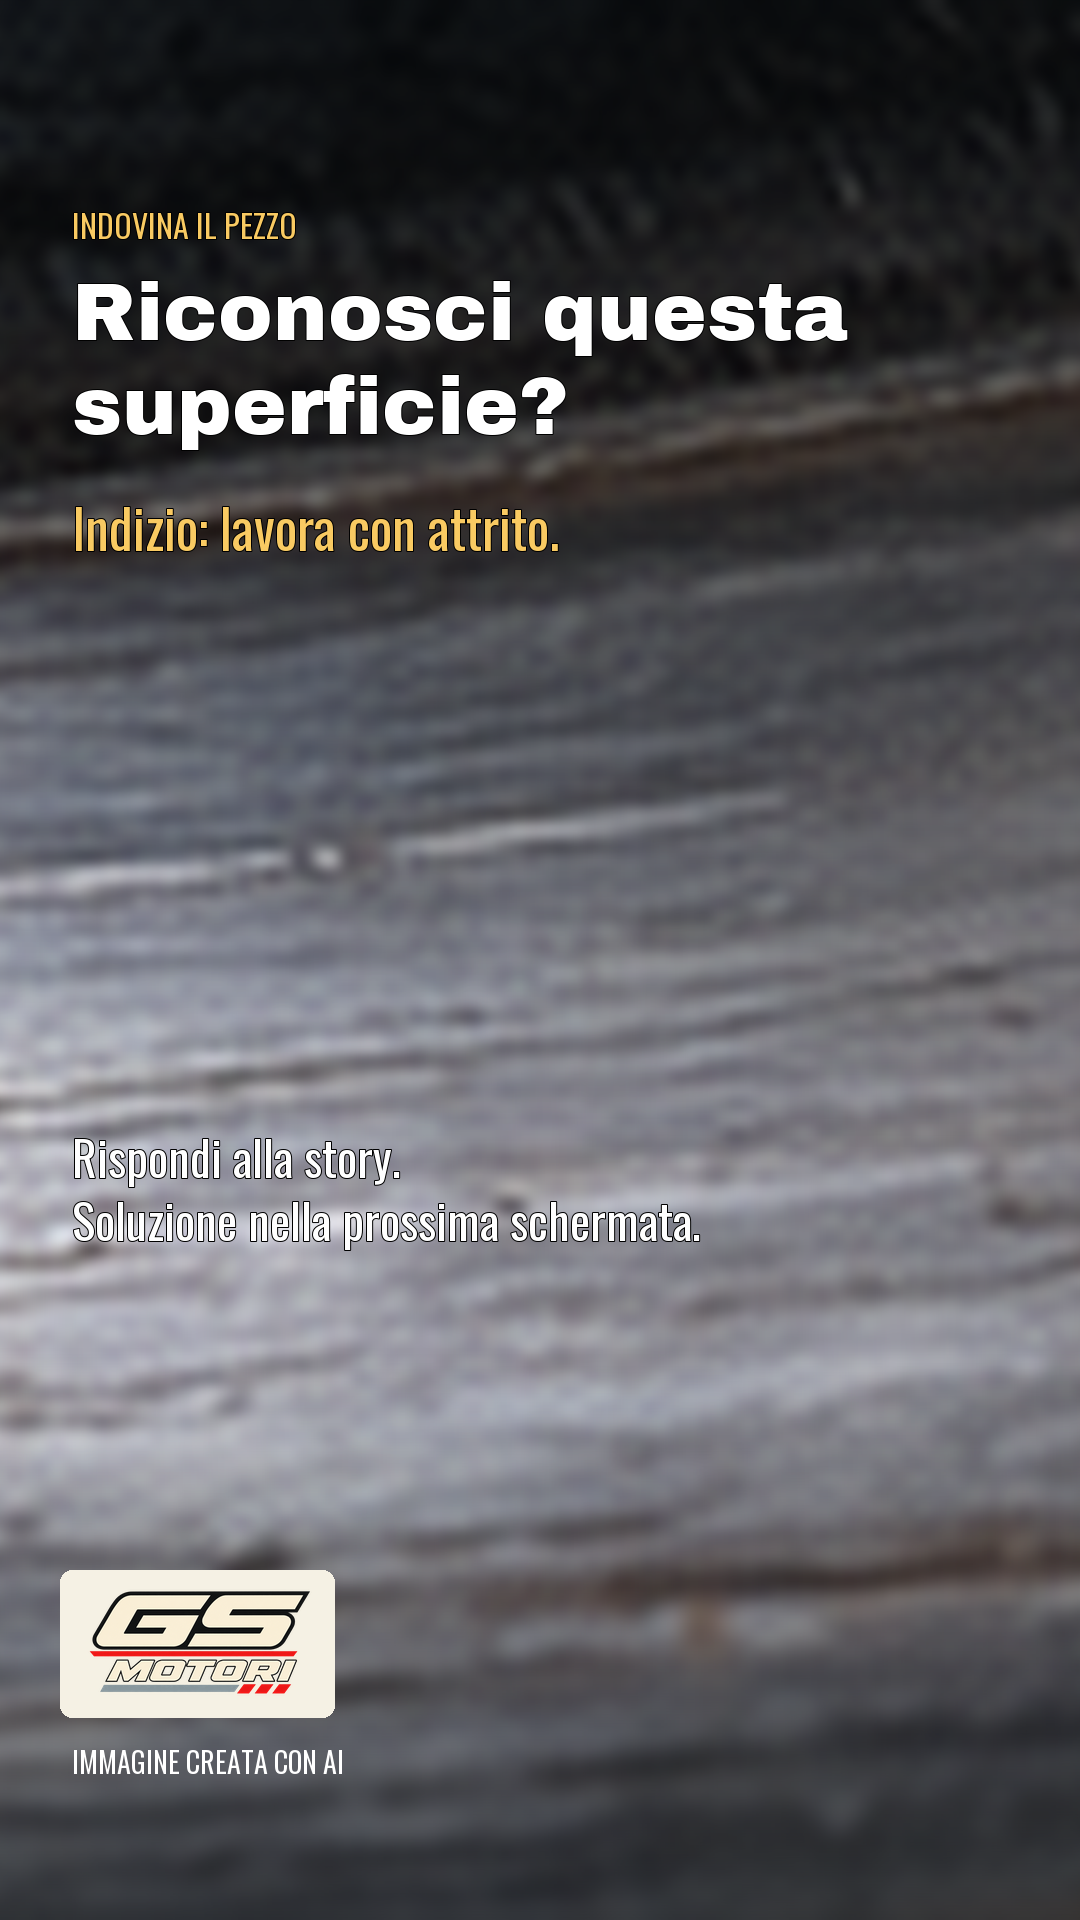 INDOVINA IL PEZZO
Riconosci questa
superficie?
Indizio: lavora con attrito.
Rispondi alla story.
Soluzione nella prossima schermata.
GS
MOTORI
IMMAGINE CREATA CON AI